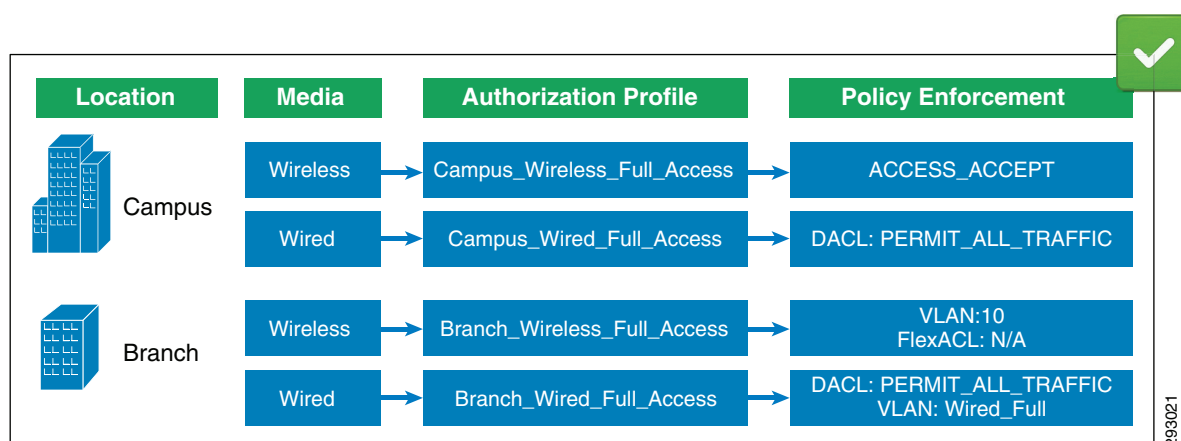 Location
Media
Authorization Profile
Policy Enforcement
Campus
Wireless
Campus_Wireless_Full_Access
ACCESS_ACCEPT
Wired
Campus_Wired_Full_Access
DACL: PERMIT_ALL_TRAFFIC
Branch
Wireless
Branch_Wireless_Full_Access
VLAN:10
FlexACL: N/A
Wired
Branch_Wired_Full_Access
DACL: PERMIT_ALL_TRAFFIC
VLAN: Wired_Full
293021